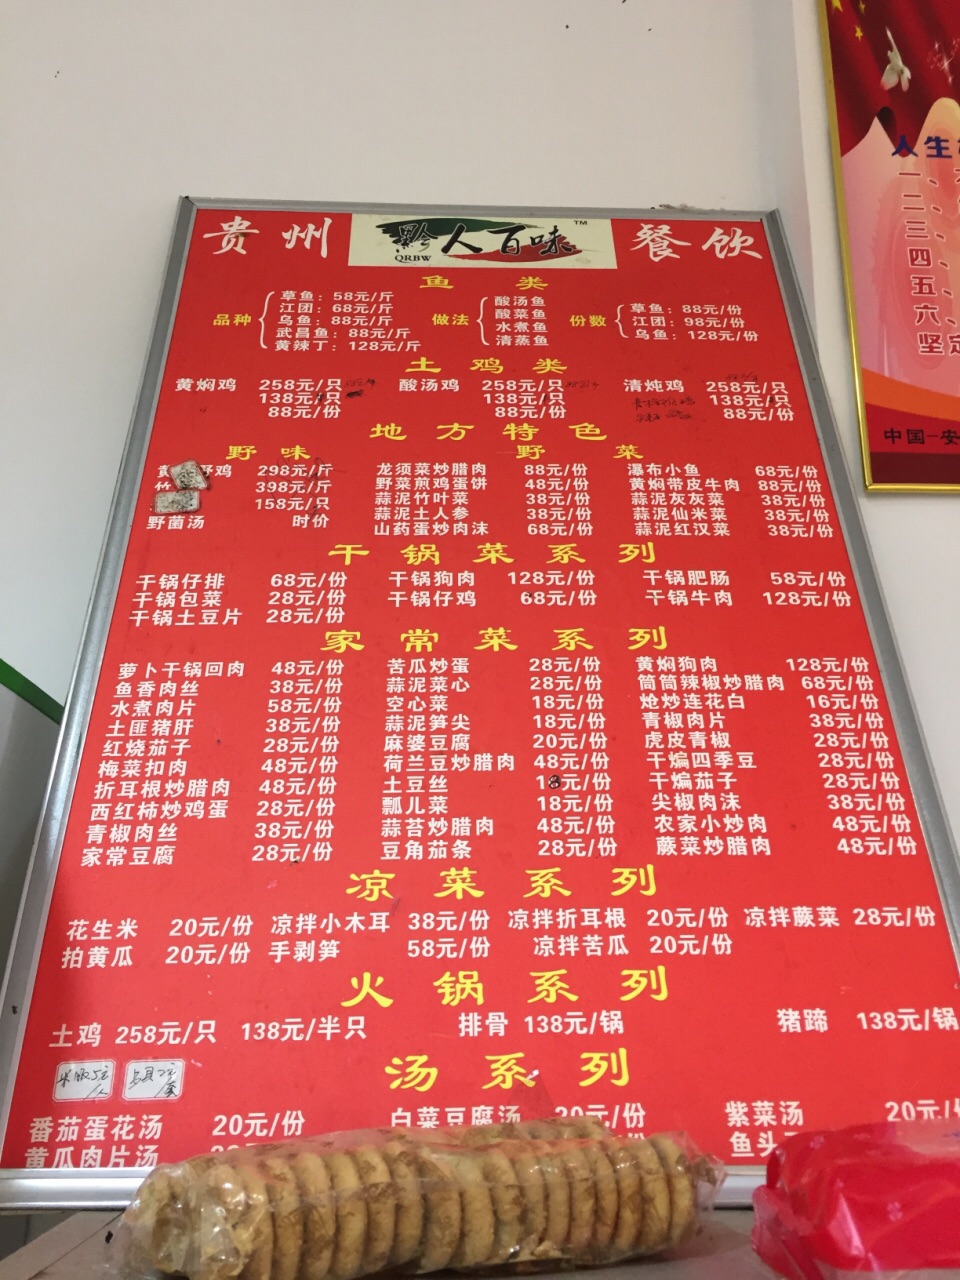 贵州 黔人百味 TM 餐饮
QRBW
鱼类
品种 草鱼：58元/斤 江团：68元/斤 乌鱼：88元/斤 武昌鱼：88元/斤 黄辣丁：128元/斤
做法 酸汤鱼 酸菜鱼 水煮鱼 清蒸鱼
份数 草鱼：88元/份 江团：98元/份 乌鱼：128元/份
土鸡类
黄焖鸡 258元/只 酸汤鸡 258元/只 清炖鸡 258元/只
138元/只 138元/只 138元/只
88元/份 88元/份 88元/份
地方特色
野味 野菜
野鸡 298元/斤 龙须菜炒腊肉 88元/份 瀑布小鱼 68元/份
竹 398元/斤 野菜煎鸡蛋饼 48元/份 黄焖带皮牛肉 88元/份
158元/只 蒜泥竹叶菜 38元/份 蒜泥灰灰菜 38元/份
野菌汤 时价 蒜泥土人参 38元/份 蒜泥仙米菜 38元/份
山药蛋炒肉沫 68元/份 蒜泥红汉菜 38元/份
干锅菜系列
干锅仔排 68元/份 干锅狗肉 128元/份 干锅肥肠 58元/份
干锅包菜 28元/份 干锅仔鸡 68元/份 干锅牛肉 128元/份
干锅土豆片 28元/份
家常菜系列
萝卜干锅回肉 48元/份 苦瓜炒蛋 28元/份 黄焖狗肉 128元/份
鱼香肉丝 38元/份 蒜泥菜心 28元/份 筒筒辣椒炒腊肉 68元/份
水煮肉片 58元/份 空心菜 18元/份 炝炒连花白 16元/份
土匪猪肝 38元/份 蒜泥笋尖 18元/份 青椒肉片 38元/份
红烧茄子 28元/份 麻婆豆腐 20元/份 虎皮青椒 28元/份
梅菜扣肉 48元/份 荷兰豆炒腊肉 48元/份 干煸四季豆 28元/份
折耳根炒腊肉 48元/份 土豆丝 18元/份 干煸茄子 28元/份
西红柿炒鸡蛋 28元/份 瓢儿菜 18元/份 尖椒肉沫 38元/份
青椒肉丝 38元/份 蒜苔炒腊肉 48元/份 农家小炒肉 48元/份
家常豆腐 28元/份 豆角茄条 28元/份 蕨菜炒腊肉 48元/份
凉菜系列
花生米 20元/份 凉拌小木耳 38元/份 凉拌折耳根 20元/份 凉拌蕨菜 28元/份
拍黄瓜 20元/份 手剥笋 58元/份 凉拌苦瓜 20元/份
火锅系列
土鸡 258元/只 138元/半只 排骨 138元/锅 猪蹄 138元/锅
汤系列
米饭5元/人
番茄蛋花汤 20元/份 白菜豆腐汤 20元/份 紫菜汤 20元/
黄瓜肉片汤 鱼头
人生
一、
二、
三、
四、
五、
六、
坚定
中国—安